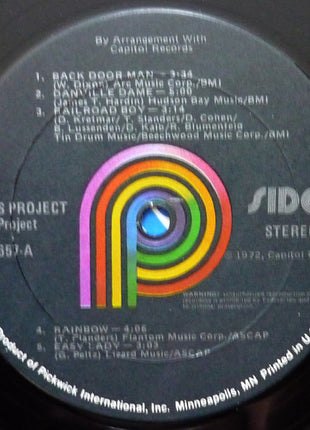 By Arrangement With
Capitol Records
1. BACK DOOR MAN — 3:34
(W. Dixon) Arc Music Corp./BMI
2. DANVILLE DAME — 5:00
(James T. Hardin) Hudson Bay Music/BMI
3. RAILROAD BOY — 3:14
(D. Kretmar/ T. Slanders/ D. Cohen/
B. Lussenden/ D. Kalb/ R. Blumenfeld
Tin Drum Music/Beechwood Music Corp./BMI
S PROJECT
Project
557-A
SIDE
STEREO
© 1972, Capitol
WARNING:
4. RAINBOW — 4:06
(T. Flanders) Flantom Music Corp./ASCAP
5. EASY LADY — 3:03
(G. Petta) Lizard Music/ASCAP
Product of Pickwick International, Inc. Minneapolis, MN Printed in U.